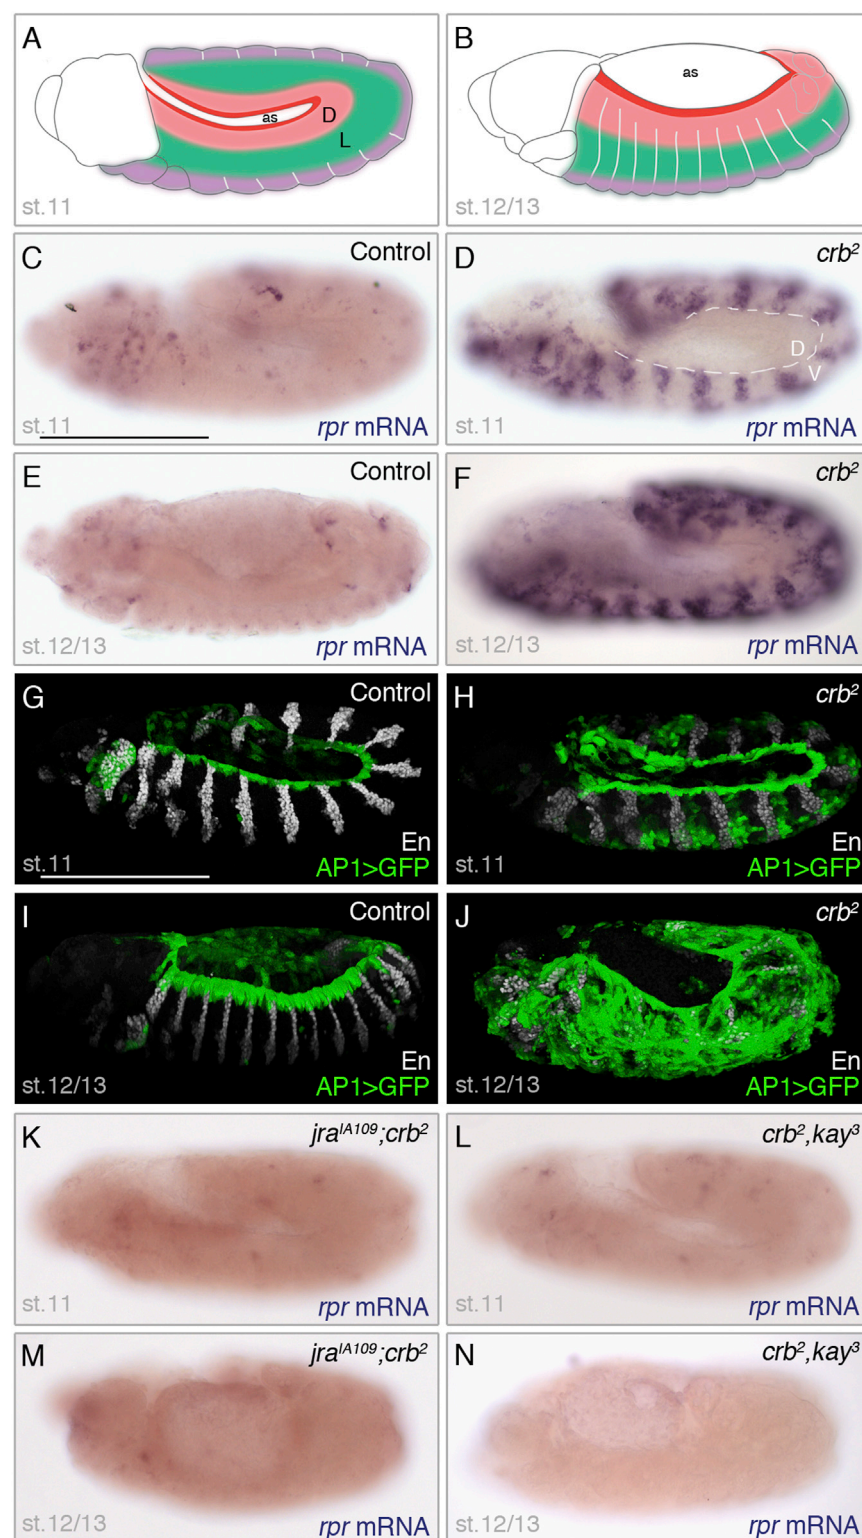 A
as
D
L
st.11
B
as
st.12/13
C
Control
st.11
rpr mRNA
D
crb²
D
V
st.11
rpr mRNA
E
Control
st.12/13
rpr mRNA
F
crb²
st.12/13
rpr mRNA
G
Control
En
st.11
AP1>GFP
H
crb²
En
st.11
AP1>GFP
I
Control
En
st.12/13
AP1>GFP
J
crb²
En
st.12/13
AP1>GFP
K
jraᴵᴬ¹⁰⁹;crb²
st.11
rpr mRNA
L
crb²,kay³
st.11
rpr mRNA
M
jraᴵᴬ¹⁰⁹;crb²
st.12/13
rpr mRNA
N
crb²,kay³
st.12/13
rpr mRNA